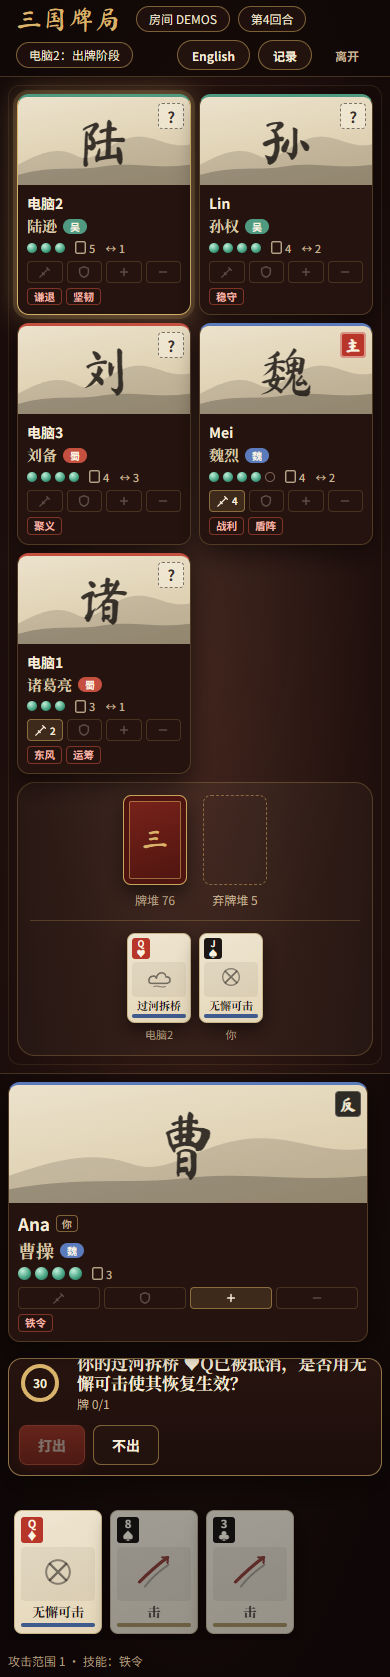 三国牌局 房间 DEMOS 第4回合
电脑2：出牌阶段 English 记录 离开
陆 ?
电脑2
陆逊 吴
5 ↔1
+ −
谦退 坚韧
孙 ?
Lin
孙权 吴
4 ↔2
+ −
稳守
刘 ?
电脑3
刘备 蜀
4 ↔3
+ −
聚义
魏 主
Mei
魏烈 魏
4 ↔2
4 + −
战利 盾阵
诸 ?
电脑1
诸葛亮 蜀
3 ↔1
2 + −
东风 运筹
三
牌堆 76 弃牌堆 5
Q♥ J♠
过河拆桥 无懈可击
电脑2 你
曹 反
Ana 你
曹操 魏
3
+ −
铁令
30
你的过河拆桥 ♥Q已被抵消，是否用无
懈可击使其恢复生效？
牌 0/1
打出 不出
Q♦ 8♠ 3♣
无懈可击 击 击
攻击范围 1 · 技能：铁令